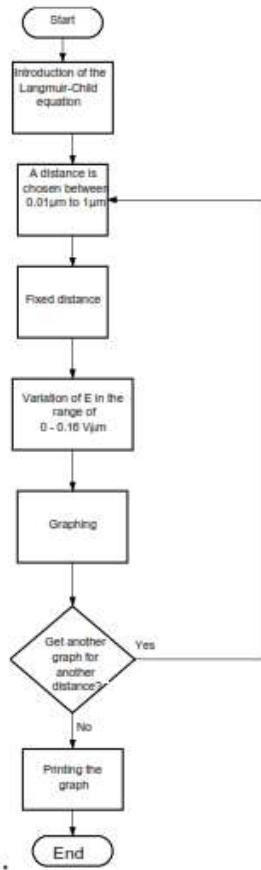 Start
Introduction of the
Langmuir-Child
equation
A distance is
chosen between
0.01μm to 1μm
Fixed distance
Variation of E in the
range of
0 - 0.16 V/μm
Graphing
Get another
graph for
another
distance?
Yes
No
Printing the
graph
End